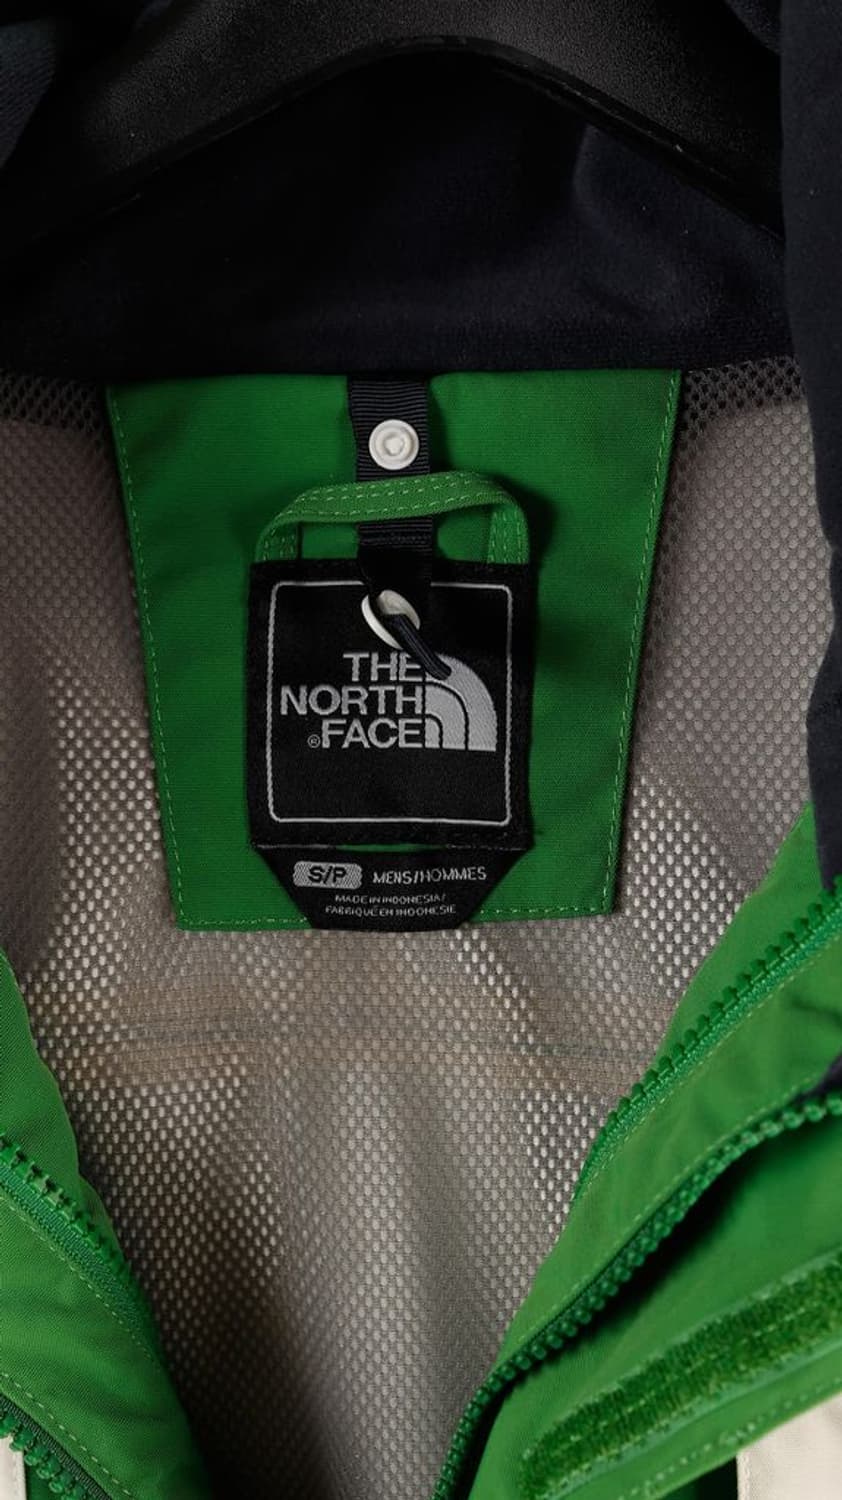 THE
NORTH
®FACE
S/P MENS/HOMMES
MADE IN INDONESIA/
FABRIQUÉ EN INDONESIE